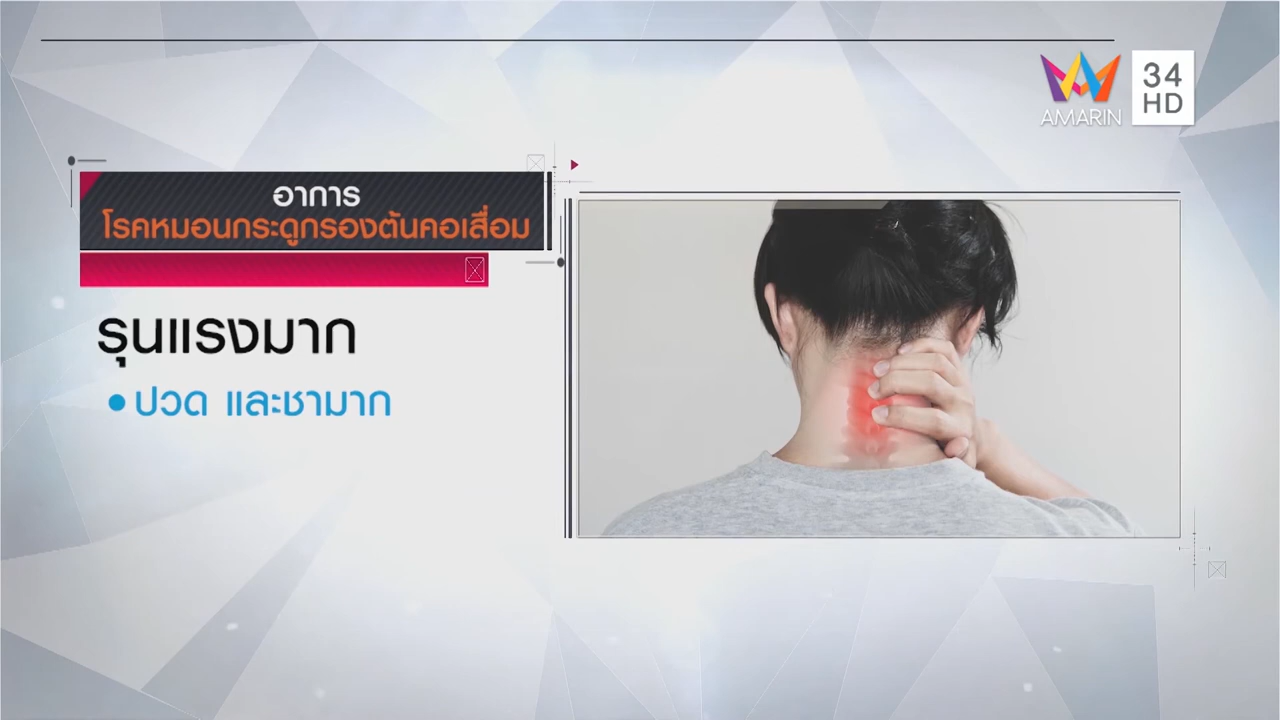 AMARIN
34
HD
อาการ
โรคหมอนกระดูกรองต้นคอเสื่อม
รุนแรงมาก
• ปวด และชามาก